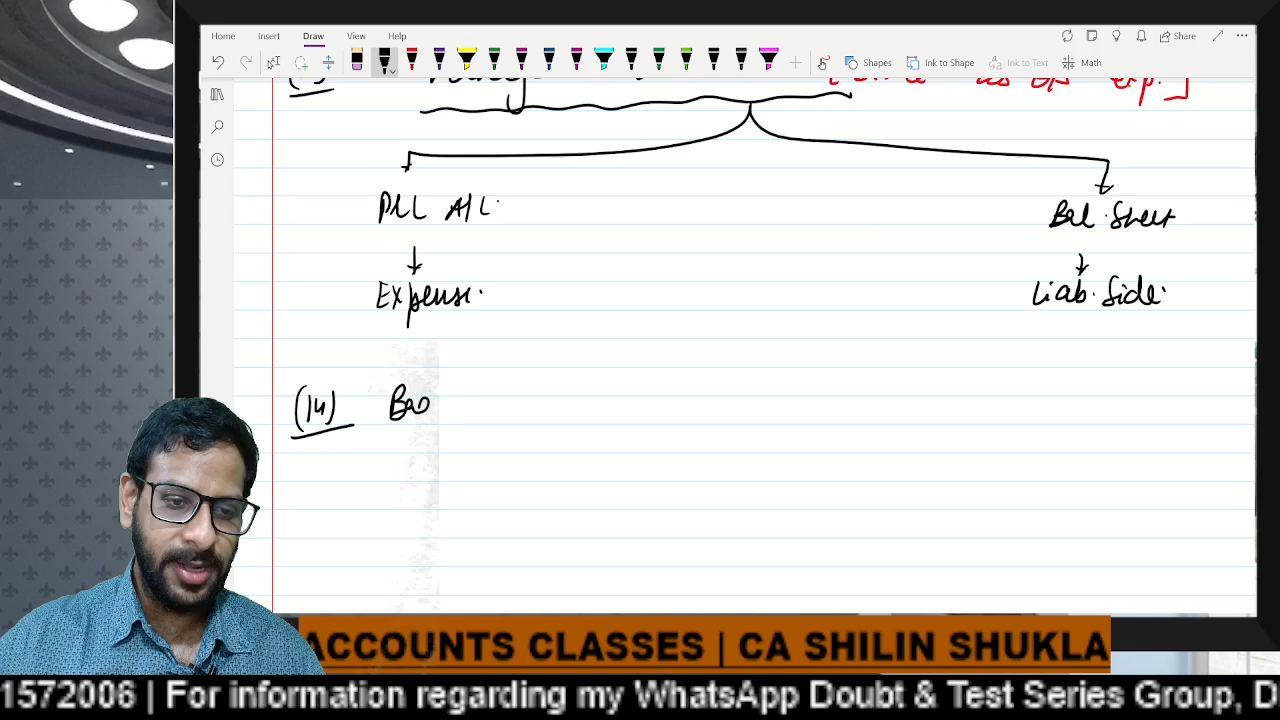 Home Insert Draw View Help
Share
Shapes Ink to Shape Ink to Text Math
exp.]
P&L A/c
Bal. Sheet
Expense.
Liab. Side.
(14)
ACCOUNTS CLASSES | CA SHILIN SHUKLA
1572006 | For information regarding my WhatsApp Doubt & Test Series Group, D